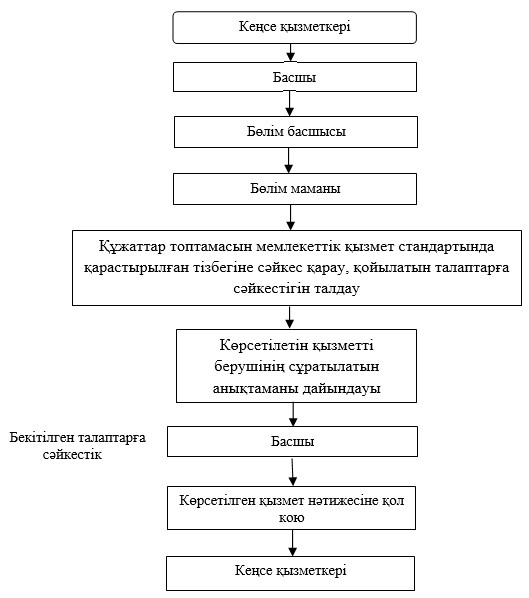 Кеңсе қызметкері
Басшы
Бөлім басшысы
Бөлім маманы
Құжаттар топтамасын мемлекеттік қызмет стандартында
қарастырылған тізбегіне сәйкес қарау, қойылатын талаптарға
сәйкестігін талдау
Көрсетілетін қызметті
берушінің сұратылатын
анықтаманы дайындауы
Бекітілген талаптарға
сәйкестік
Басшы
Көрсетілген қызмет нәтижесіне қол
қою
Кеңсе қызметкері